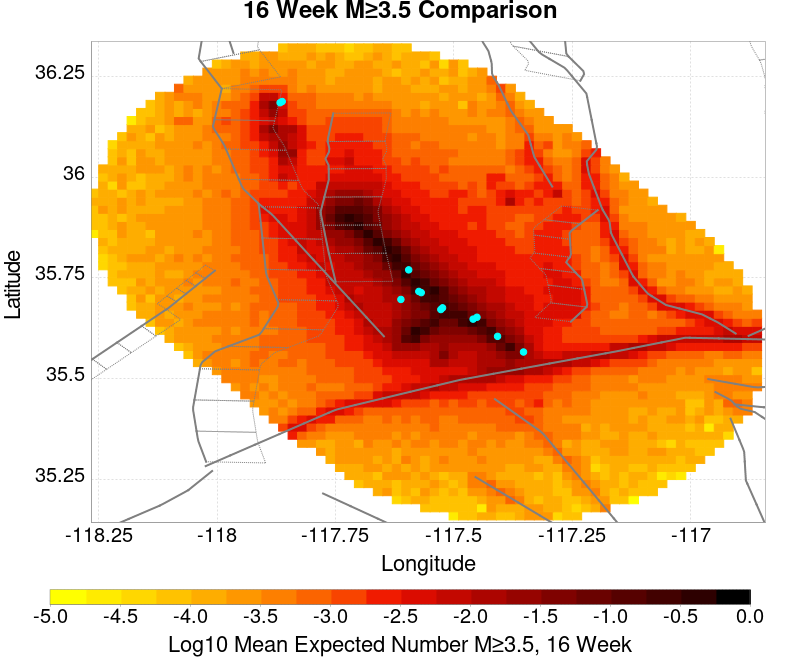 16 Week M≥3.5 Comparison
36.25
36
35.75
35.5
35.25
Latitude
-118.25 -118 -117.75 -117.5 -117.25 -117
Longitude
-5.0 -4.5 -4.0 -3.5 -3.0 -2.5 -2.0 -1.5 -1.0 -0.5 0.0
Log10 Mean Expected Number M≥3.5, 16 Week